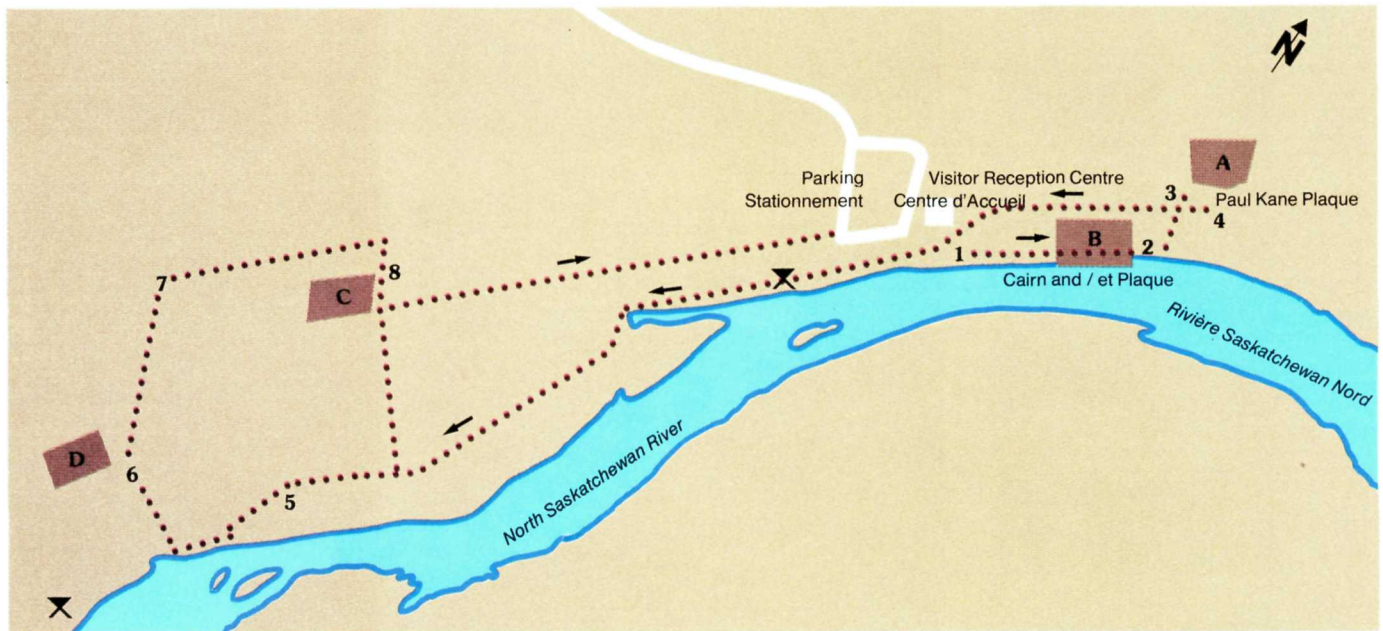 N
A
Parking
Stationnement
Visitor Reception Centre
Centre d'Accueil
3
Paul Kane Plaque
4
B
1
2
Cairn and / et Plaque
Rivière Saskatchewan Nord
7
8
C
North Saskatchewan River
D
6
5